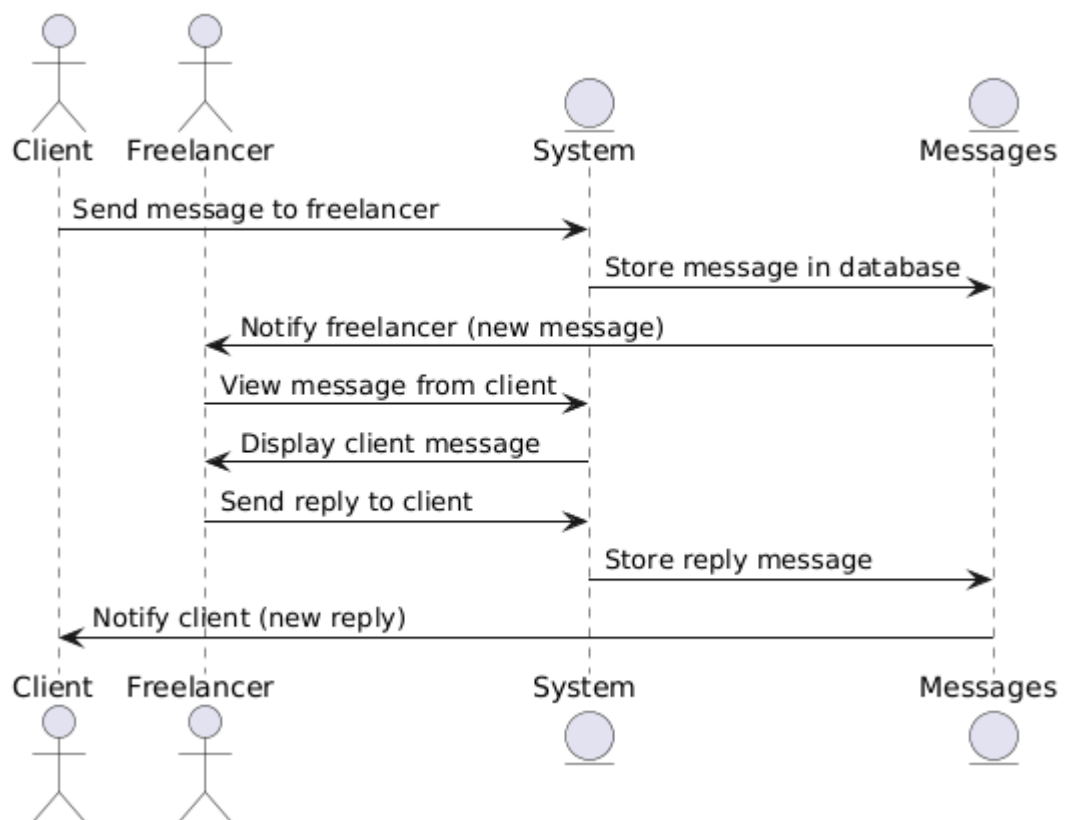 Client Freelancer System Messages
Send message to freelancer
Store message in database
Notify freelancer (new message)
View message from client
Display client message
Send reply to client
Store reply message
Notify client (new reply)
Client Freelancer System Messages